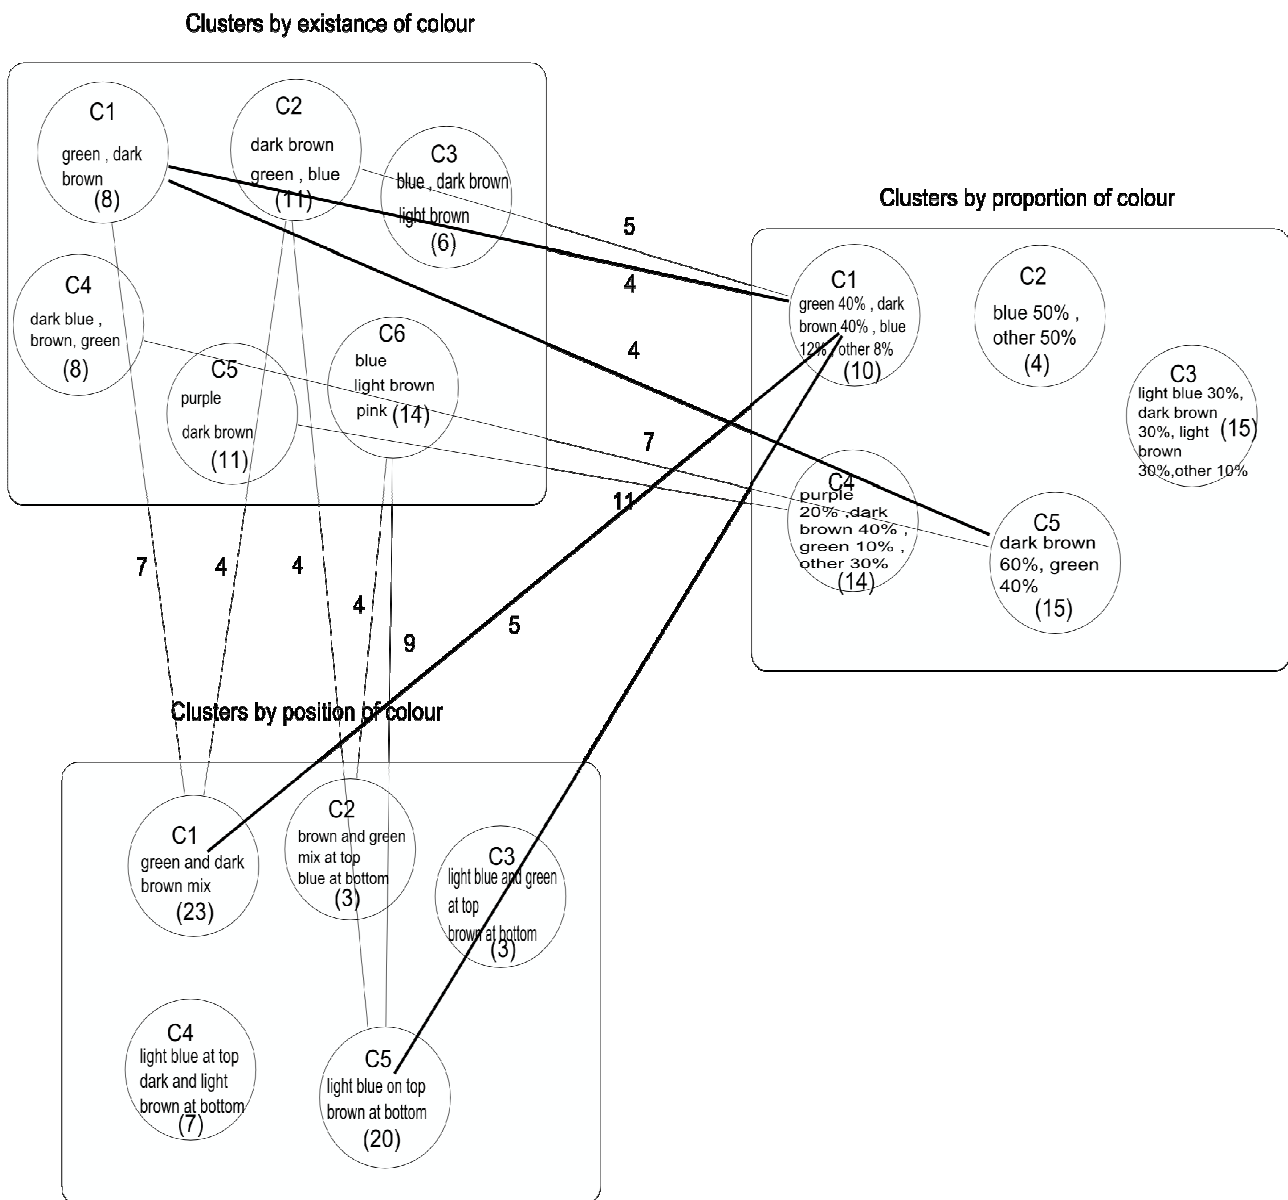 Clusters by existance of colour
C1
green , dark
brown
(8)
C2
dark brown
green , blue
(11)
C3
blue , dark brown
light brown
(6)
C4
dark blue ,
brown, green
(8)
C5
purple
dark brown
(11)
C6
blue
light brown
pink (14)
5
4
4
7
11
Clusters by proportion of colour
C1
green 40% , dark
brown 40% , blue
12% , other 8%
(10)
C2
blue 50% ,
other 50%
(4)
C3
light blue 30%,
dark brown
30%, light (15)
brown
30%,other 10%
C4
purple
20% ,dark
brown 40% ,
green 10% ,
other 30%
(14)
C5
dark brown
60%, green
40%
(15)
7
4
4
4
9
5
Clusters by position of colour
C1
green and dark
brown mix
(23)
C2
brown and green
mix at top
blue at bottom
(3)
C3
light blue and green
at top
brown at bottom
(3)
C4
light blue at top
dark and light
brown at bottom
(7)
C5
light blue on top
brown at bottom
(20)